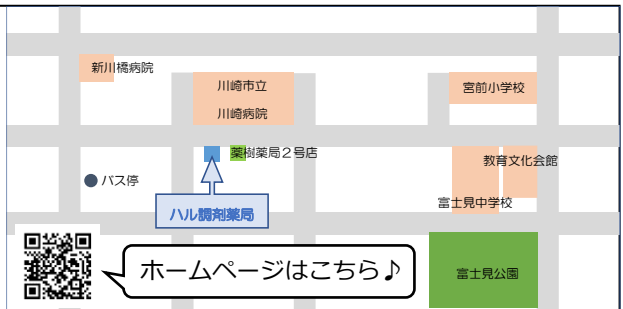 新川橋病院
川崎市立
川崎病院
宮前小学校
薬樹薬局２号店
教育文化会館
バス停
富士見中学校
ハル調剤薬局
ホームページはこちら♪
富士見公園